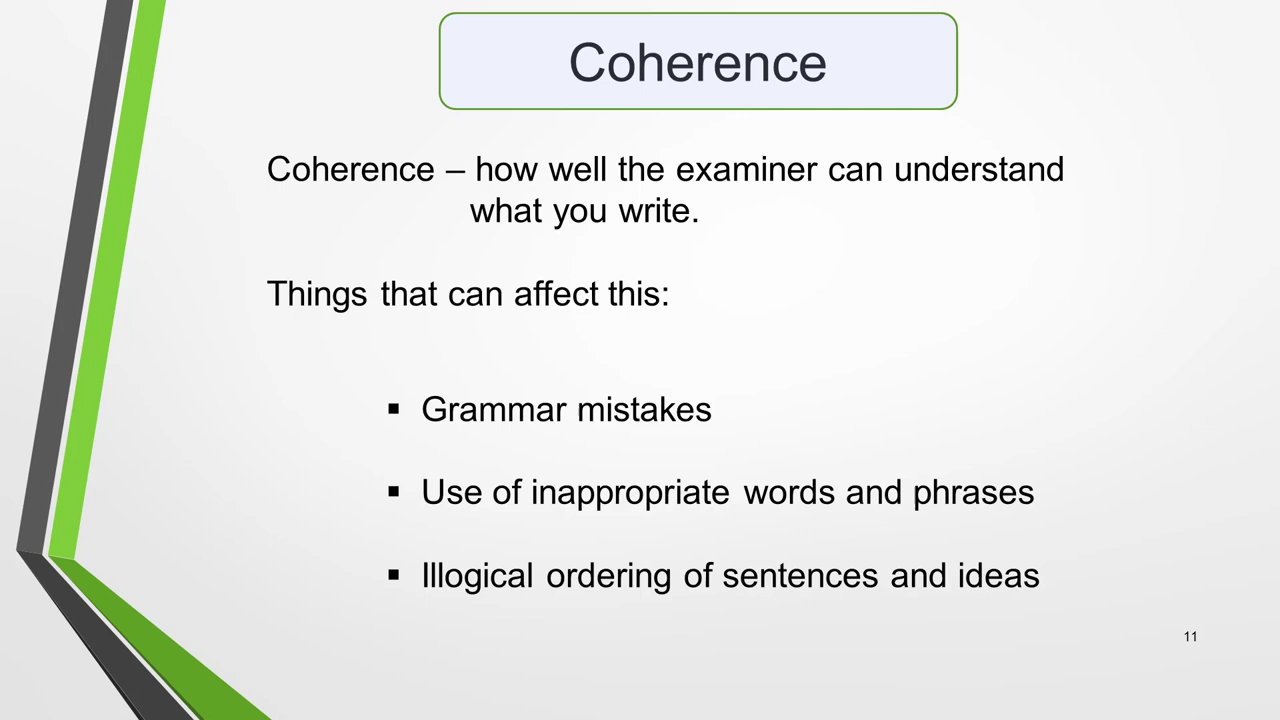 Coherence
Coherence – how well the examiner can understand
what you write.
Things that can affect this:
▪ Grammar mistakes
▪ Use of inappropriate words and phrases
▪ Illogical ordering of sentences and ideas
11